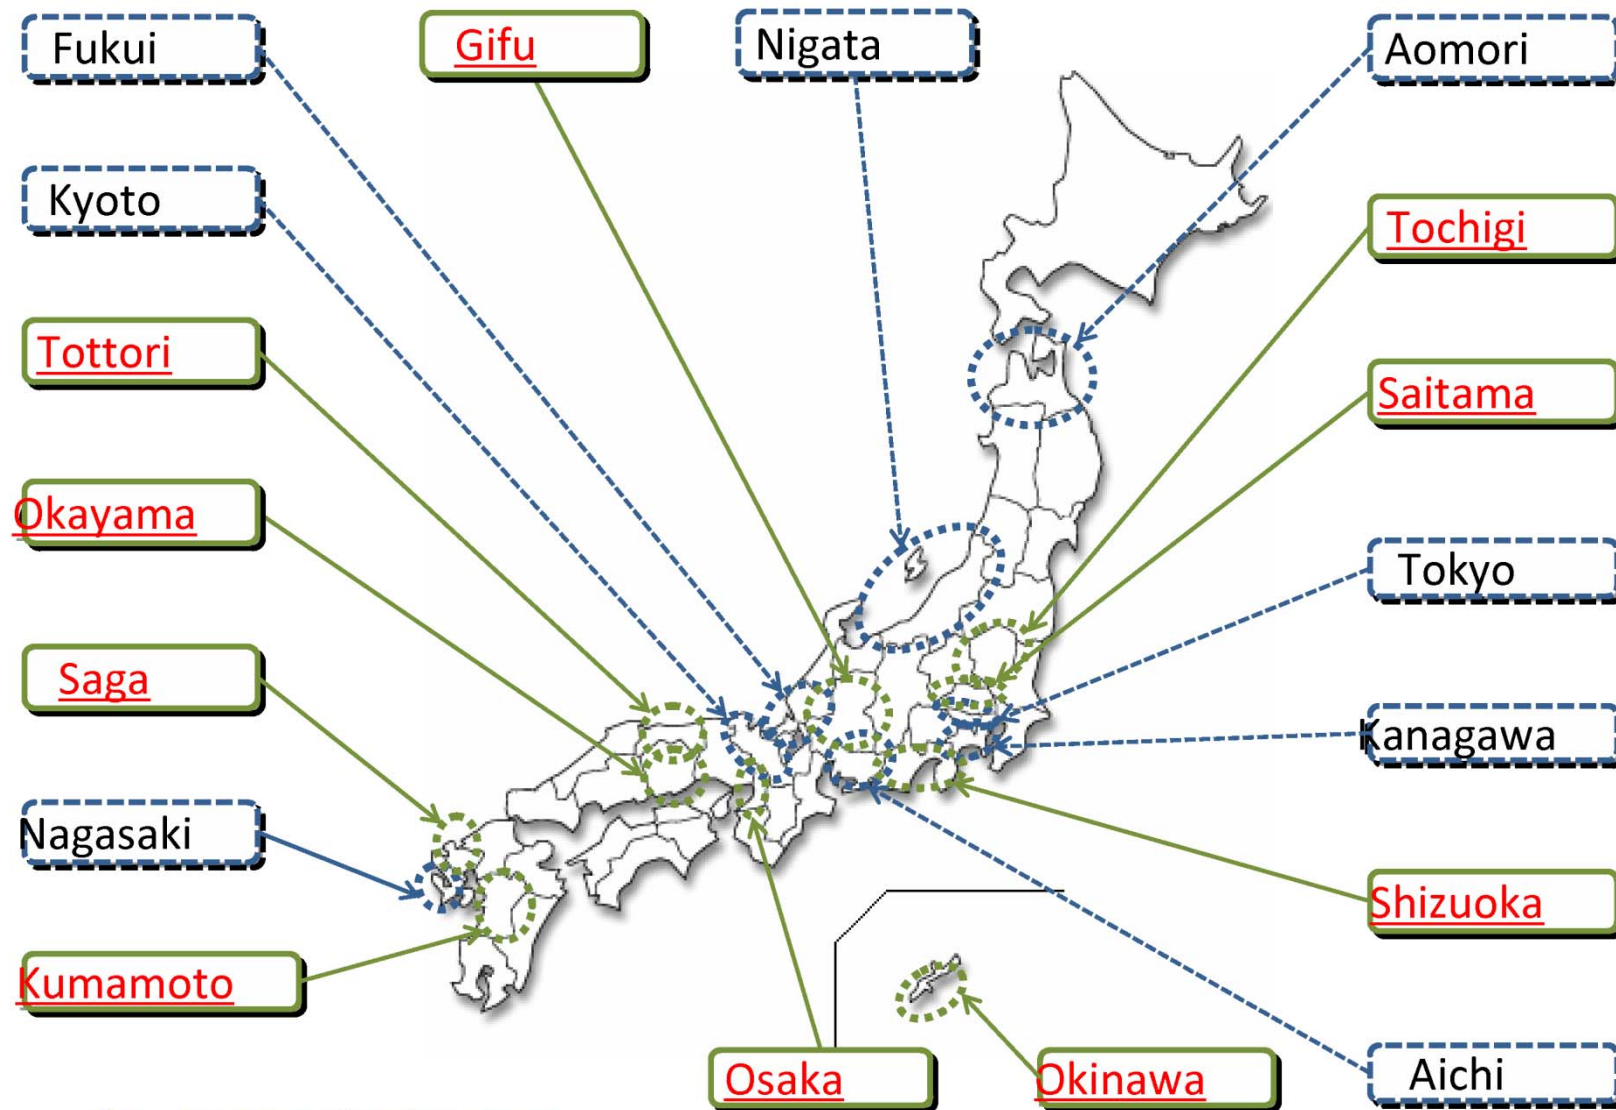 Fukui
Gifu
Nigata
Aomori
Kyoto
Tochigi
Tottori
Saitama
Okayama
Tokyo
Saga
Kanagawa
Nagasaki
Shizuoka
Kumamoto
Osaka
Okinawa
Aichi